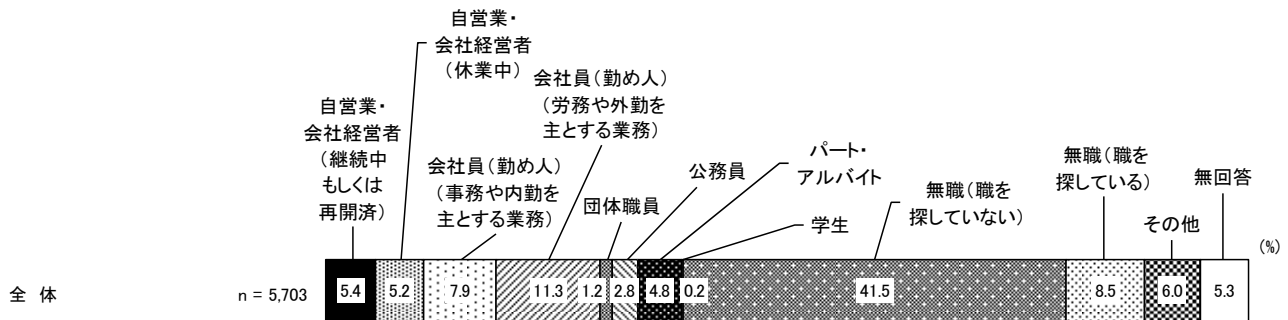 自営業・
会社経営者
（休業中）
自営業・
会社経営者
（継続中
もしくは
再開済）
会社員（勤め人）
（労務や外勤を
主とする業務）
会社員（勤め人）
（事務や内勤を
主とする業務）
団体職員
公務員
パート・
アルバイト
学生
無職（職を
探していない）
無職（職を
探している）
その他
無回答
(%)
全 体
n = 5,703
5.4
5.2
7.9
11.3
1.2
2.8
4.8
0.2
41.5
8.5
6.0
5.3